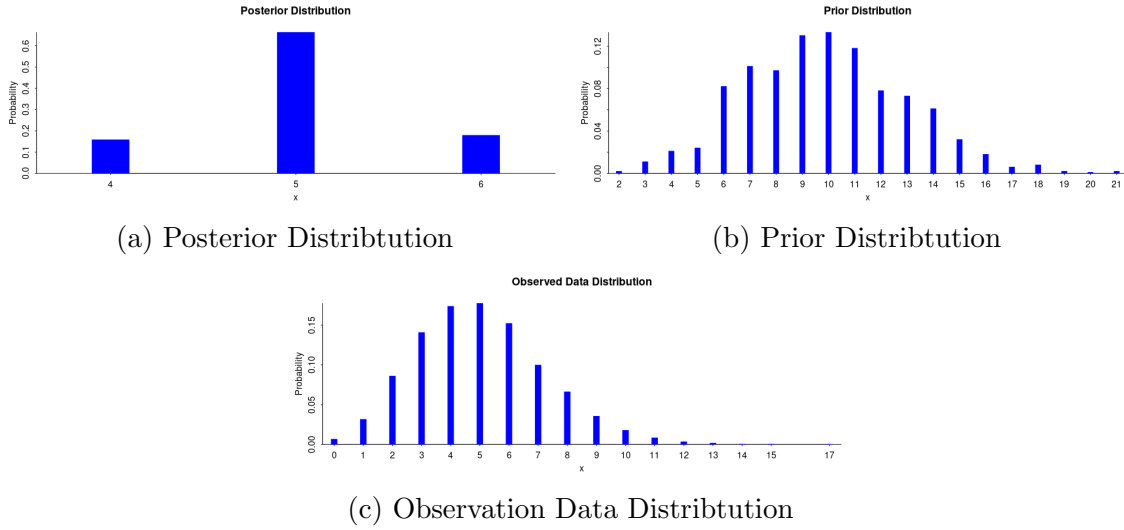 Posterior Distribution
Probability
0.0 0.1 0.2 0.3 0.4 0.5 0.6
4 5 6
x
(a) Posterior Distribtution
Prior Distribution
Probability
0.00 0.04 0.08 0.12
2 3 4 5 6 7 8 9 10 11 12 13 14 15 16 17 18 19 20 21
x
(b) Prior Distribtution
Observed Data Distribution
Probability
0.00 0.05 0.10 0.15
0 1 2 3 4 5 6 7 8 9 10 11 12 13 14 15 17
x
(c) Observation Data Distribtution